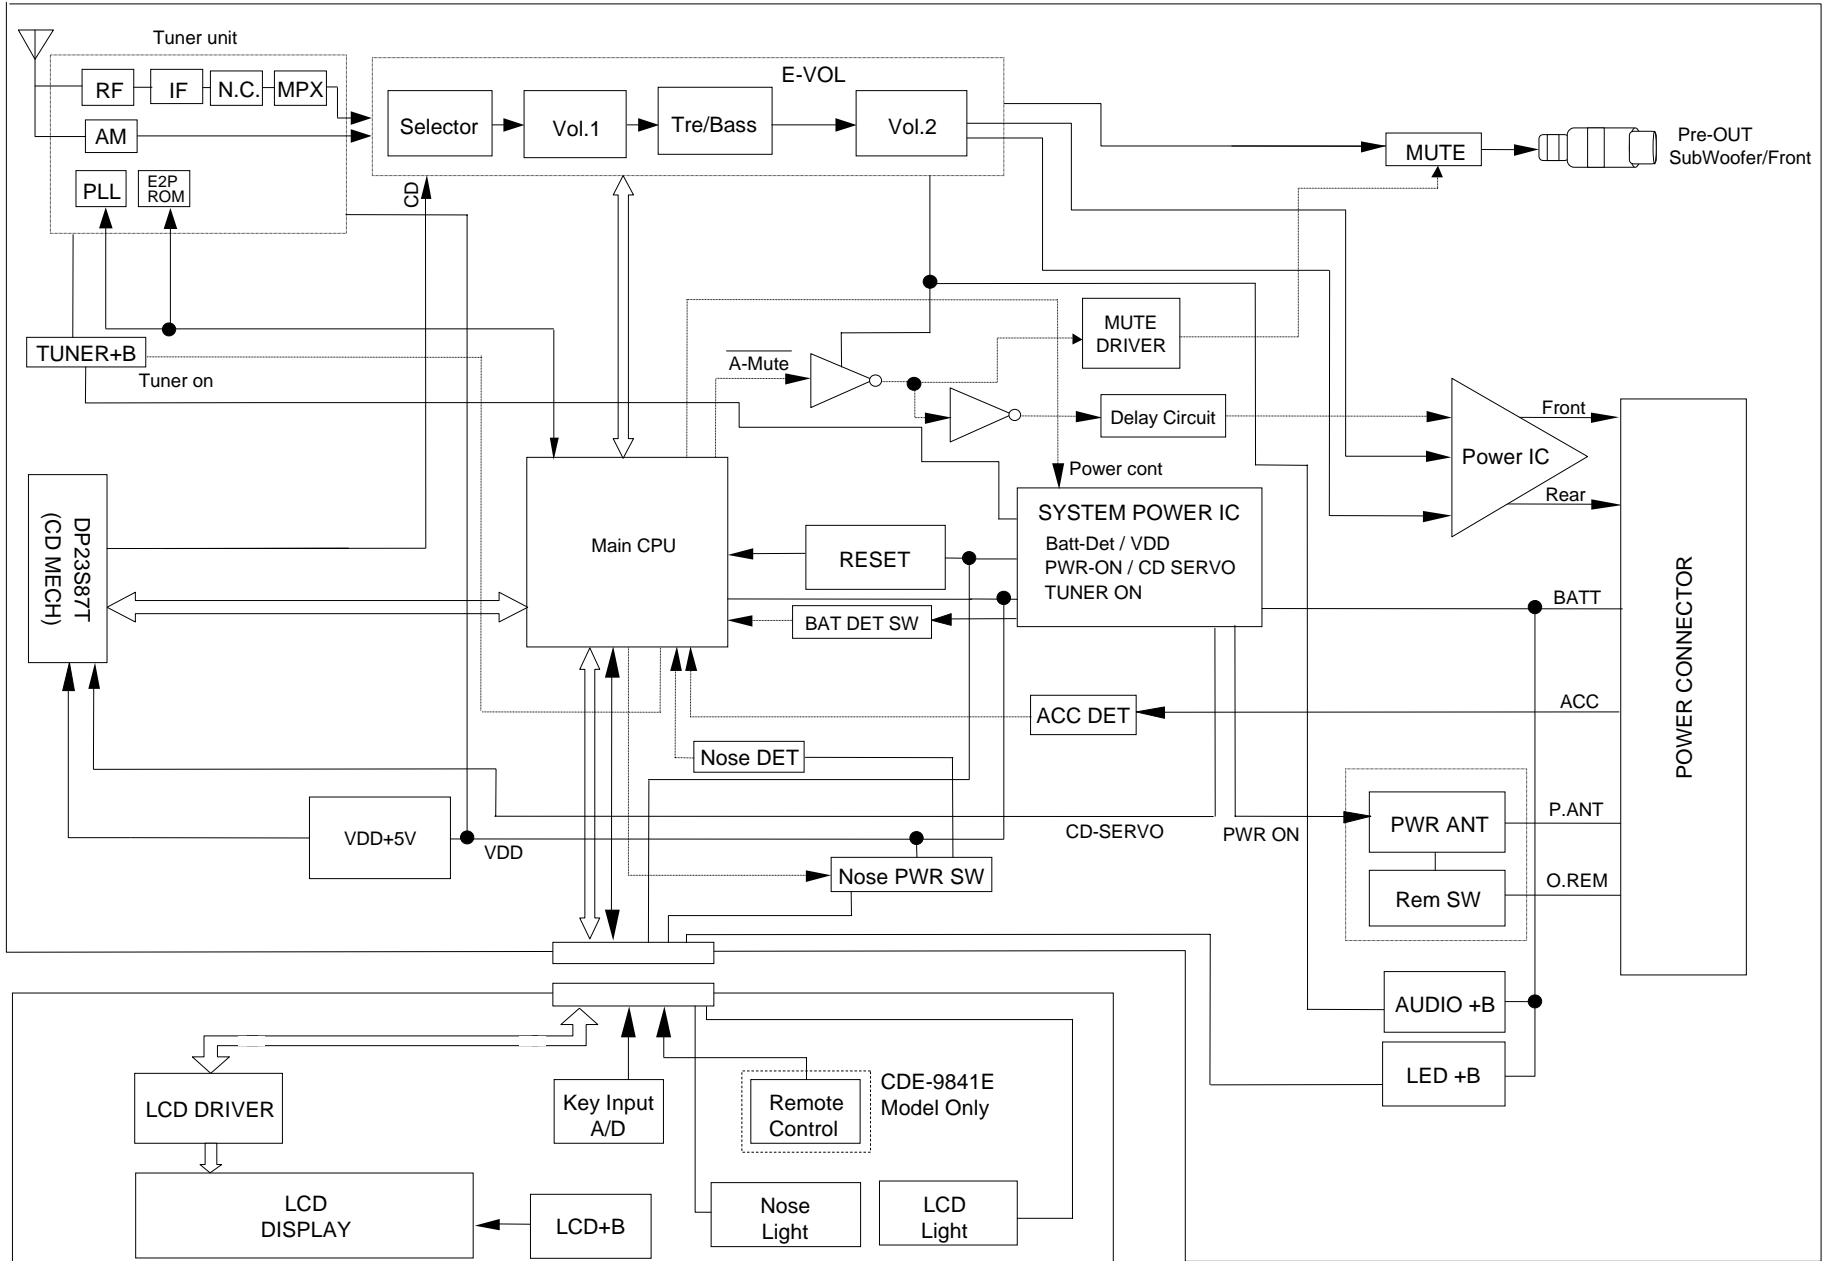 Tuner unit
RF
IF
N.C.
MPX
AM
PLL
E2P
ROM
E-VOL
Selector
Vol.1
Tre/Bass
Vol.2
CD
MUTE
Pre-OUT
SubWoofer/Front
TUNER+B
Tuner on
A-Mute
MUTE
DRIVER
Delay Circuit
Power IC
Front
Rear
Power cont
DP23S87T
(CD MECH)
Main CPU
RESET
BAT DET SW
SYSTEM POWER IC
Batt-Det / VDD
PWR-ON / CD SERVO
TUNER ON
BATT
ACC DET
ACC
POWER CONNECTOR
Nose DET
VDD+5V
VDD
Nose PWR SW
CD-SERVO
PWR ON
PWR ANT
P.ANT
Rem SW
O.REM
AUDIO +B
LED +B
LCD DRIVER
Key Input
A/D
Remote
Control
CDE-9841E
Model Only
LCD
DISPLAY
LCD+B
Nose
Light
LCD
Light